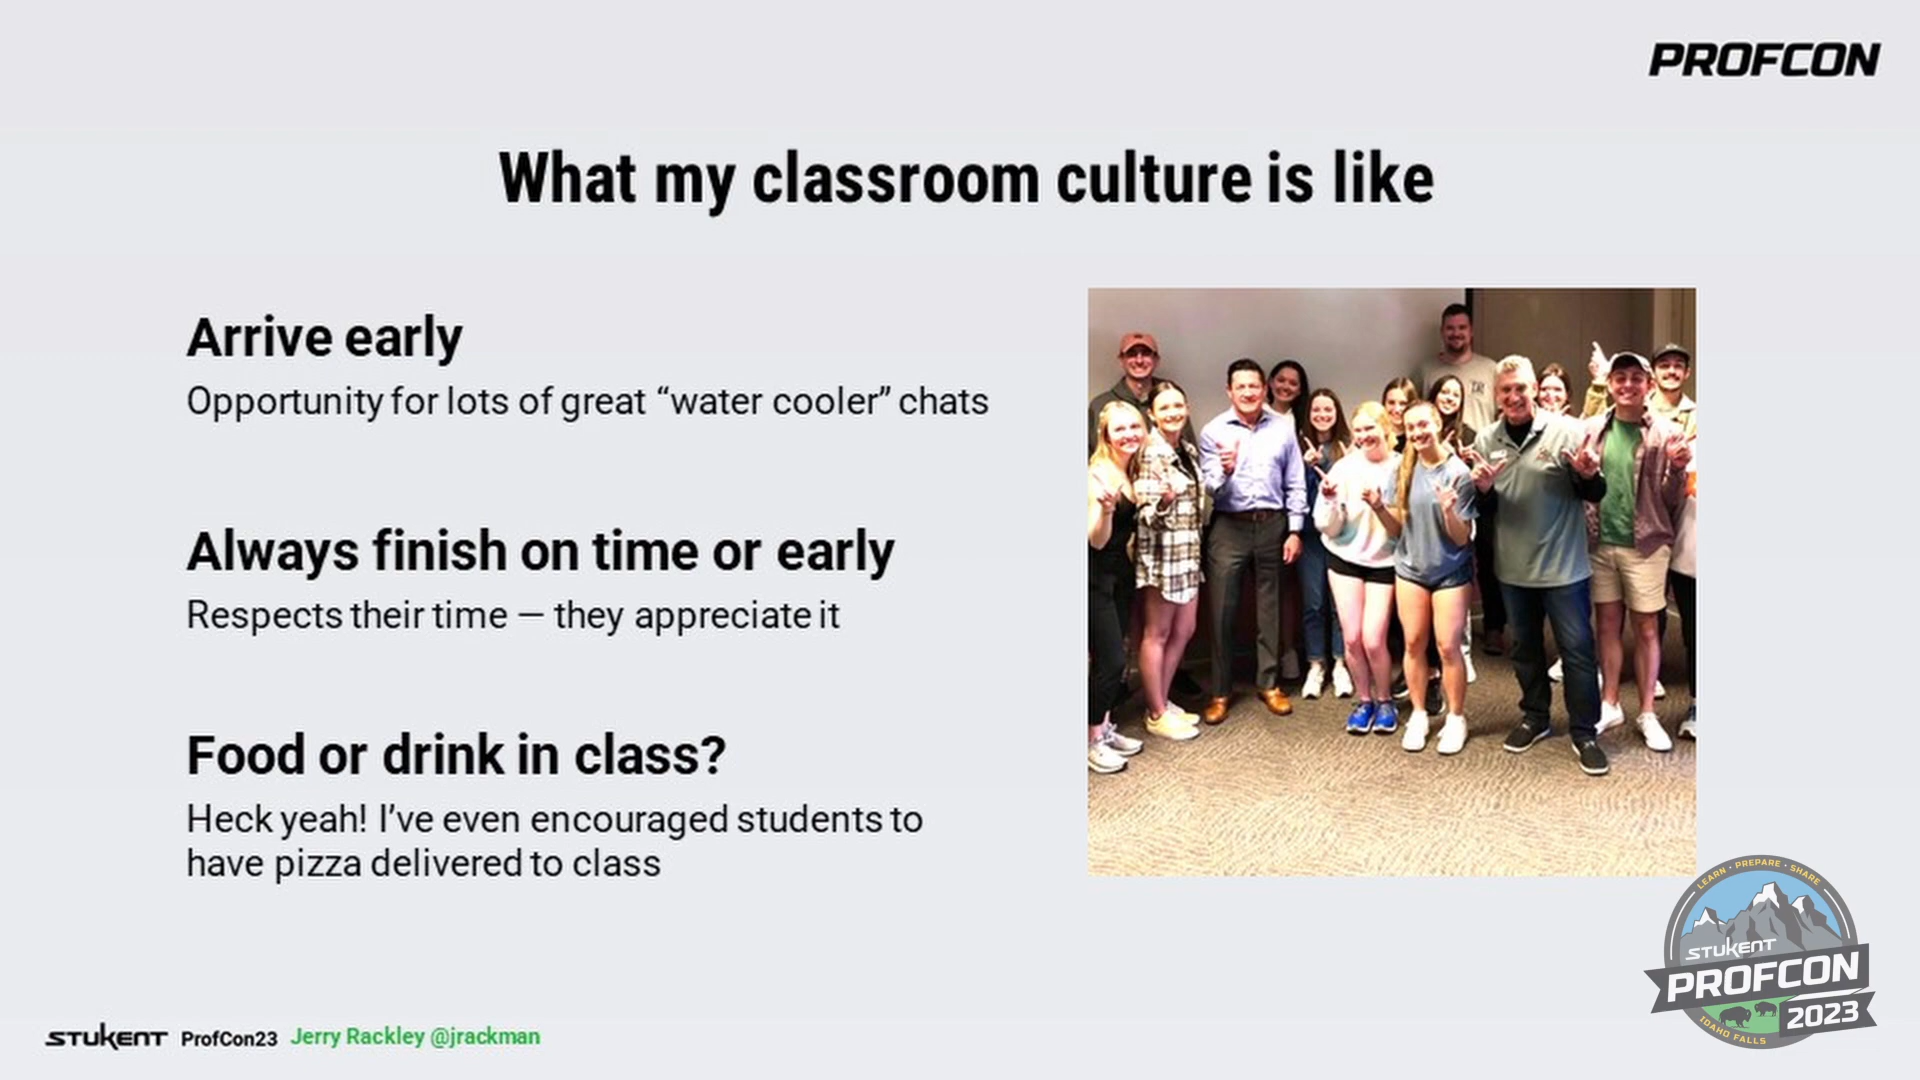 PROFCON
What my classroom culture is like
Arrive early
Opportunity for lots of great “water cooler” chats
Always finish on time or early
Respects their time — they appreciate it
Food or drink in class?
Heck yeah! I’ve even encouraged students to
have pizza delivered to class
LEARN • PREPARE • SHARE
STUKENT
PROFCON
2023
IDAHO FALLS
STUKENT ProfCon23 Jerry Rackley @jrackman